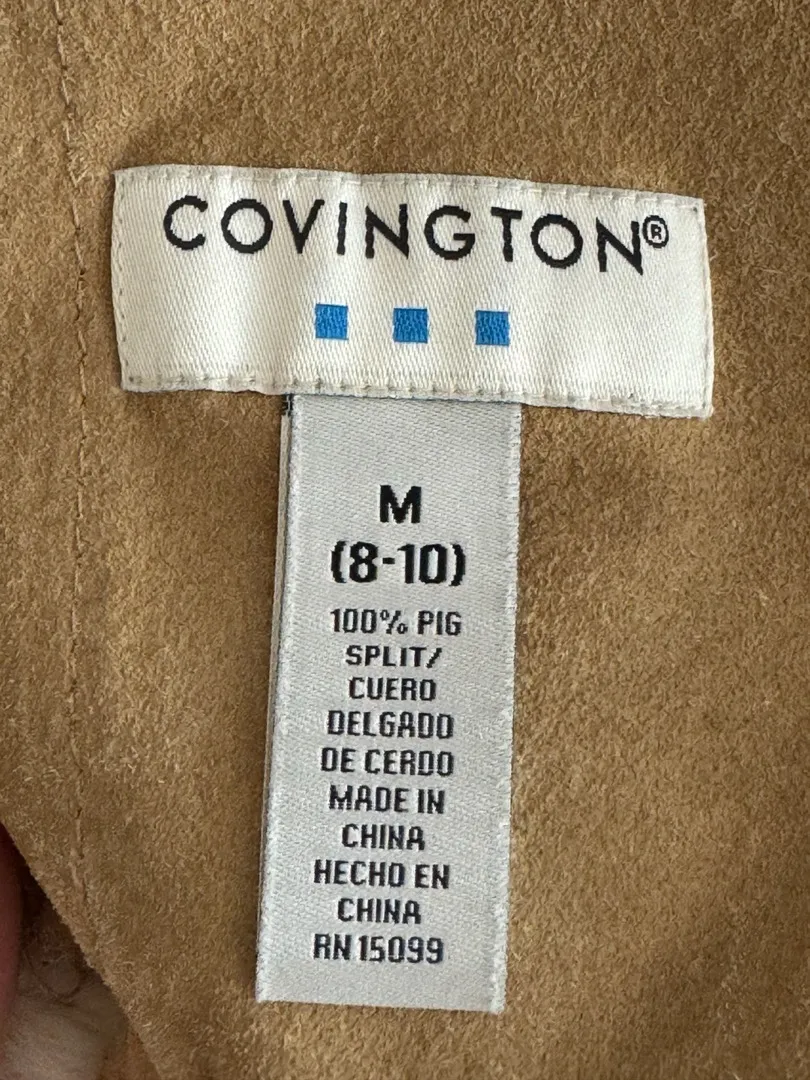 COVINGTON®
M
(8-10)
100% PIG
SPLIT/
CUERO
DELGADO
DE CERDO
MADE IN
CHINA
HECHO EN
CHINA
RN 15099